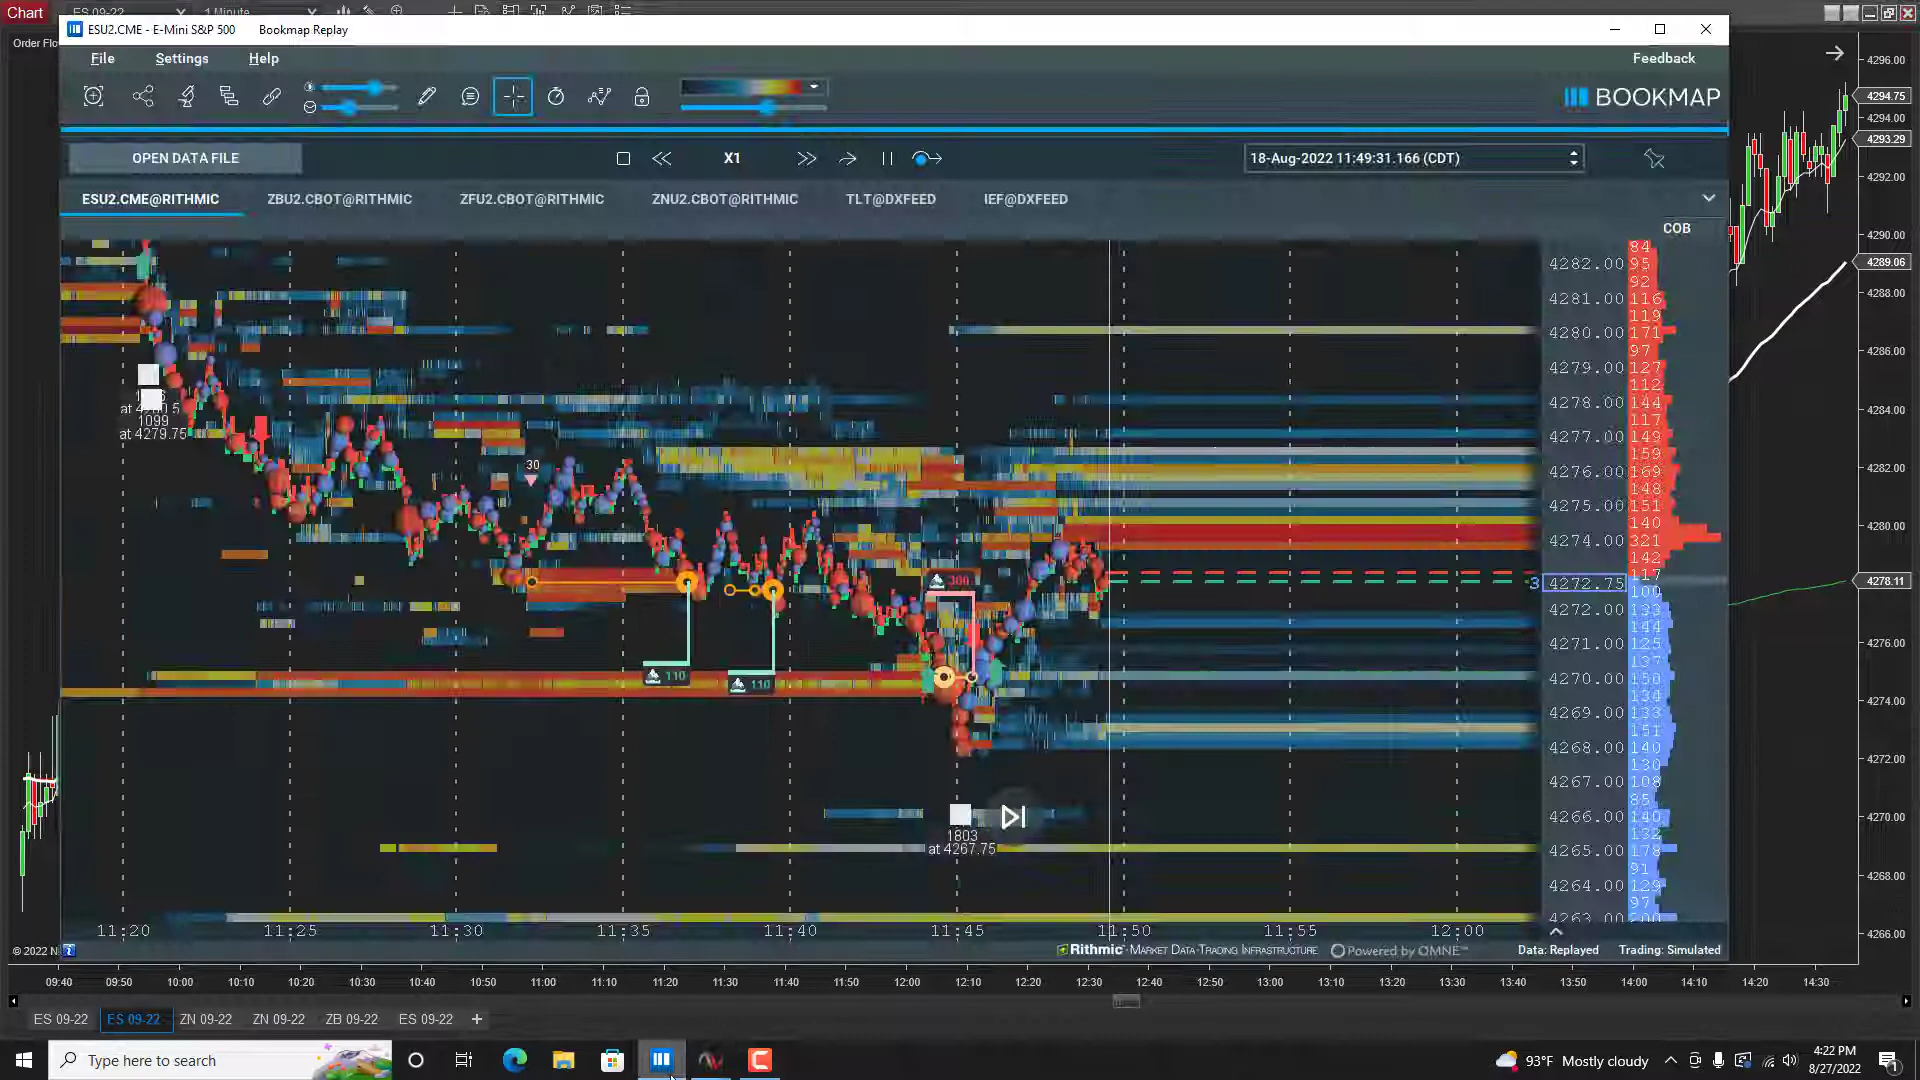 Chart
ES 09-22
1 Minute
Order Flo
ESU2.CME - E-Mini S&P 500
Bookmap Replay
File
Settings
Help
Feedback
BOOKMAP
OPEN DATA FILE
X1
18-Aug-2022 11:49:31.166 (CDT)
ESU2.CME@RITHMIC
ZBU2.CBOT@RITHMIC
ZFU2.CBOT@RITHMIC
ZNU2.CBOT@RITHMIC
TLT@DXFEED
IEF@DXFEED
COB
84
4282.00 95
92
4281.00 116
119
4280.00 171
97
4279.00 127
112
4278.00 144
117
4277.00 149
159
4276.00 169
148
4275.00 151
140
4274.00 321
142
117
3 4272.75
100
4272.00 133
144
4271.00 125
137
4270.00 150
134
4269.00 133
151
4268.00 140
130
4267.00 108
85
4266.00 140
132
4265.00 178
91
4264.00 129
97
4263.00 200
1099
at 4279.75
30
110
110
300
1803
at 4267.75
11:20
11:25
11:30
11:35
11:40
11:45
11:50
11:55
12:00
Rithmic - MARKET DATA-TRADING INFRASTRUCTURE
Powered by OMNE™
Data: Replayed
Trading: Simulated
4296.00
4294.75
4294.00
4293.29
4292.00
4290.00
4289.06
4288.00
4286.00
4284.00
4282.00
4280.00
4278.11
4276.00
4274.00
4272.00
4270.00
4268.00
4266.00
© 2022 N
09:40
09:50
10:00
10:10
10:20
10:30
10:40
10:50
11:00
11:10
11:20
11:30
11:40
11:50
12:00
12:10
12:20
12:30
12:40
12:50
13:00
13:10
13:20
13:30
13:40
13:50
14:00
14:10
14:20
14:30
ES 09-22
ES 09-22
ZN 09-22
ZN 09-22
ZB 09-22
ES 09-22
+
Type here to search
93°F Mostly cloudy
4:22 PM
8/27/2022
1